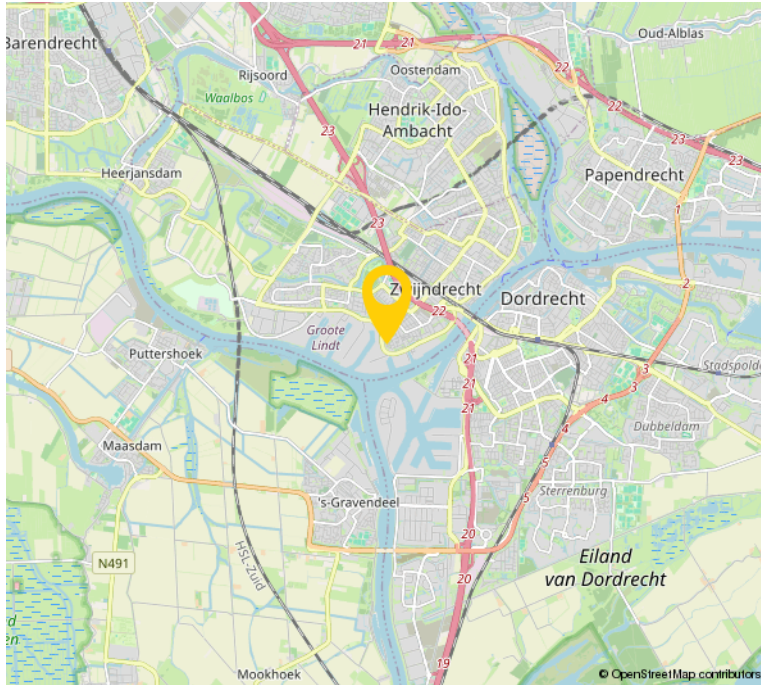 21
21
Oud-Alblas
Barendrecht
Rijsoord
Oostendam
22
Waalbos
Hendrik-Ido-
Ambacht
22
23
23
23
Heerjansdam
Papendrecht
1
23
2
Zwijndrecht
Dordrecht
22
Groote
Lindt
21
Puttershoek
21
3
Stadspolde
3
21
4
4
Dubbeldam
Maasdam
5
Sterrenburg
's-Gravendeel
5
20
HSL-Zuid
N491
Eiland
van Dordrecht
20
19
Mookhoek
© OpenStreetMap contributors